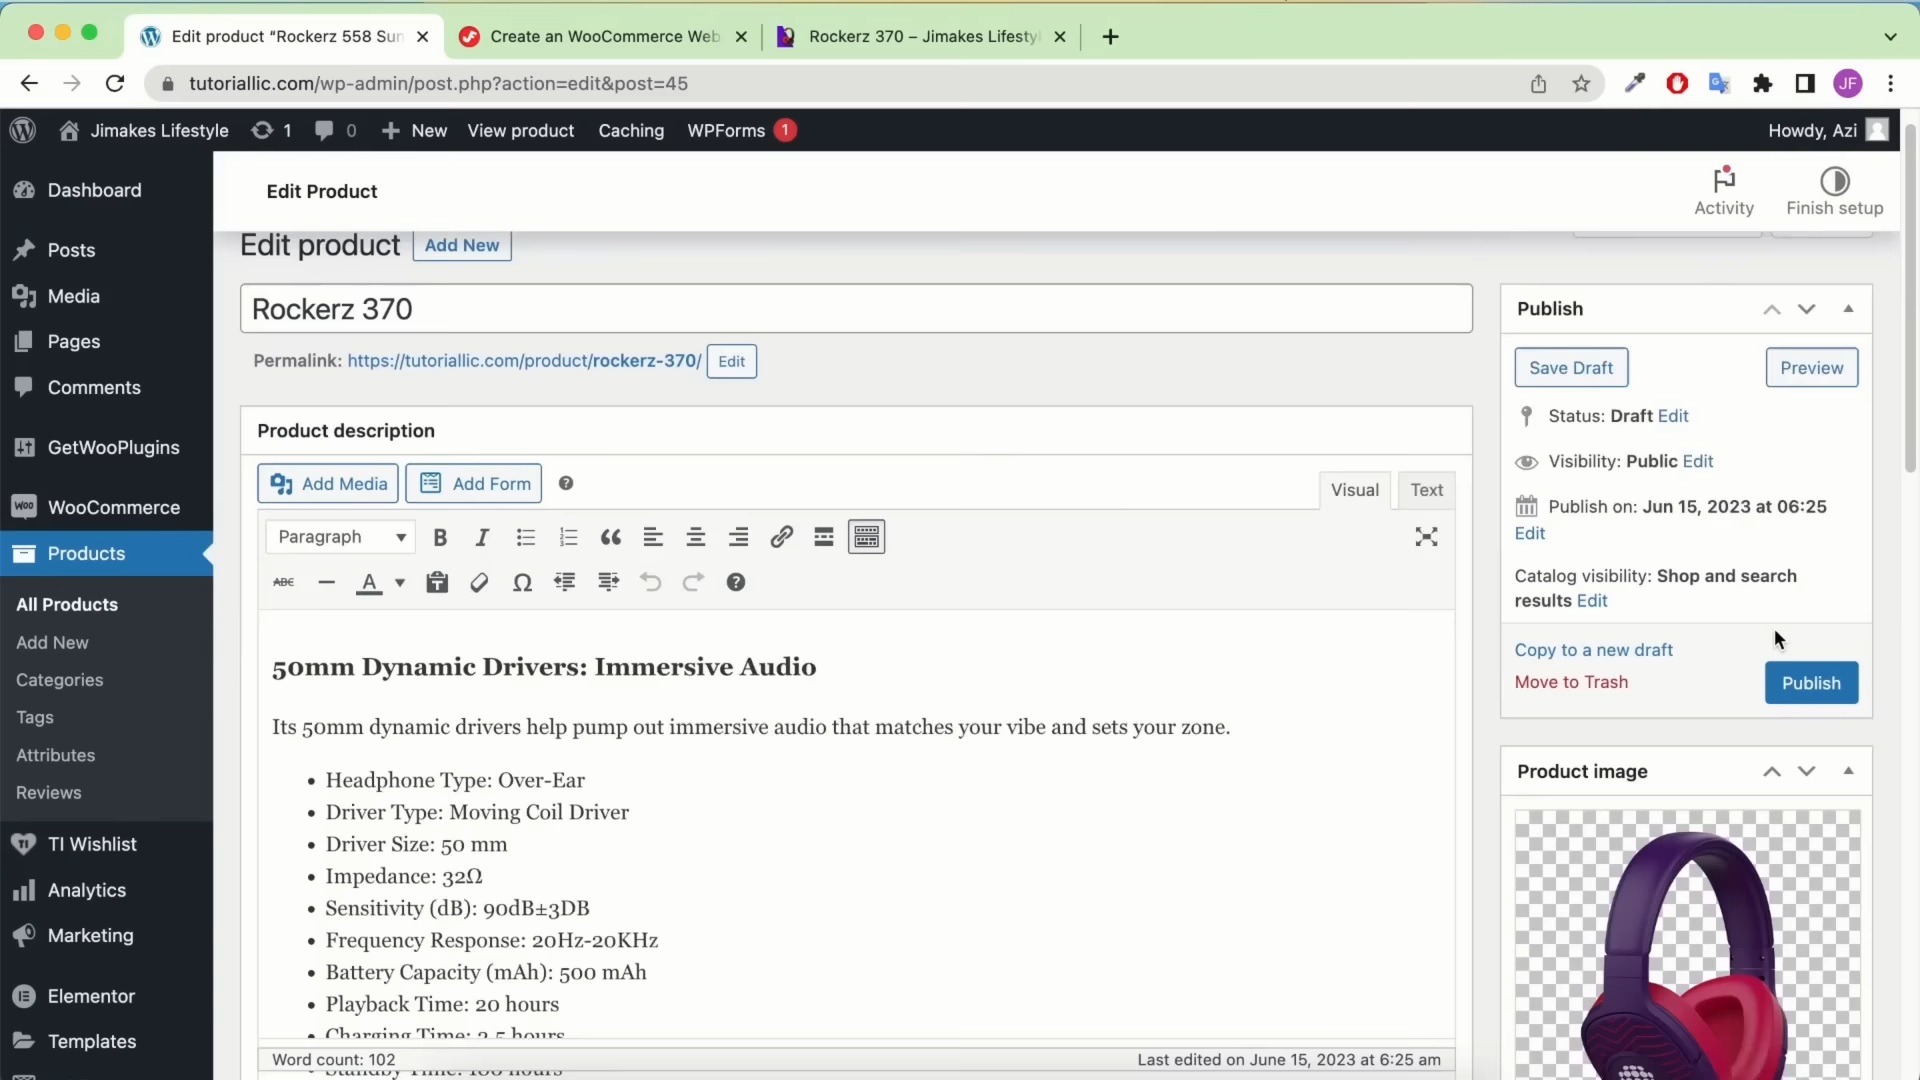 Edit product "Rockerz 558 Sun
Create an WooCommerce Web
Rockerz 370 – Jimakes Lifesty
tutoriallic.com/wp-admin/post.php?action=edit&post=45
JF
Jimakes Lifestyle 1 0 New View product Caching WPForms 1
Howdy, Azi
Dashboard
Posts
Media
Pages
Comments
GetWooPlugins
WooCommerce
Products
All Products
Add New
Categories
Tags
Attributes
Reviews
TI Wishlist
Analytics
Marketing
Elementor
Templates
Edit Product
Activity
Finish setup
Edit product Add New
Rockerz 370
Permalink: https://tutoriallic.com/product/rockerz-370/ Edit
Product description
Add Media Add Form
Visual Text
Paragraph
50mm Dynamic Drivers: Immersive Audio
Its 50mm dynamic drivers help pump out immersive audio that matches your vibe and sets your zone.
Headphone Type: Over-Ear
Driver Type: Moving Coil Driver
Driver Size: 50 mm
Impedance: 32Ω
Sensitivity (dB): 90dB±3DB
Frequency Response: 20Hz-20KHz
Battery Capacity (mAh): 500 mAh
Playback Time: 20 hours
Charging Time: 2.5 hours
Word count: 102
Last edited on June 15, 2023 at 6:25 am
Publish
Save Draft Preview
Status: Draft Edit
Visibility: Public Edit
Publish on: Jun 15, 2023 at 06:25
Edit
Catalog visibility: Shop and search
results Edit
Copy to a new draft
Move to Trash
Publish
Product image